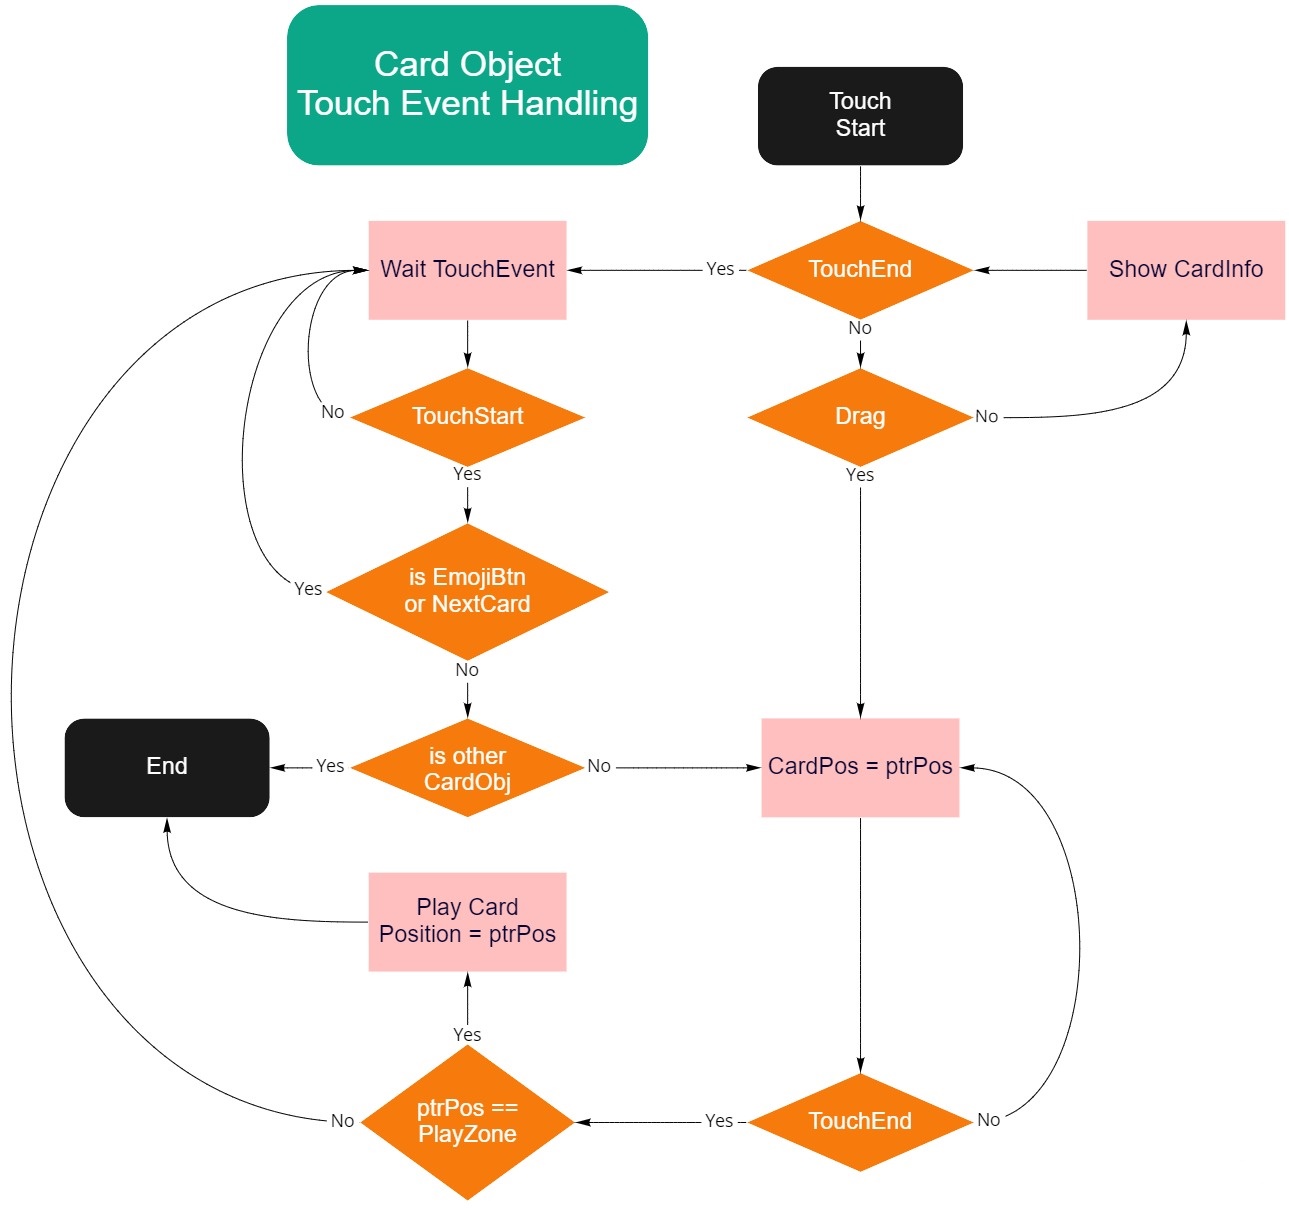 Card Object
Touch Event Handling
Touch
Start
Wait TouchEvent
Yes
TouchEnd
Show CardInfo
No
No
TouchStart
Drag
No
Yes
Yes
is EmojiBtn
or NextCard
Yes
No
End
Yes
is other
CardObj
No
CardPos = ptrPos
Play Card
Position = ptrPos
Yes
No
ptrPos ==
PlayZone
Yes
TouchEnd
No